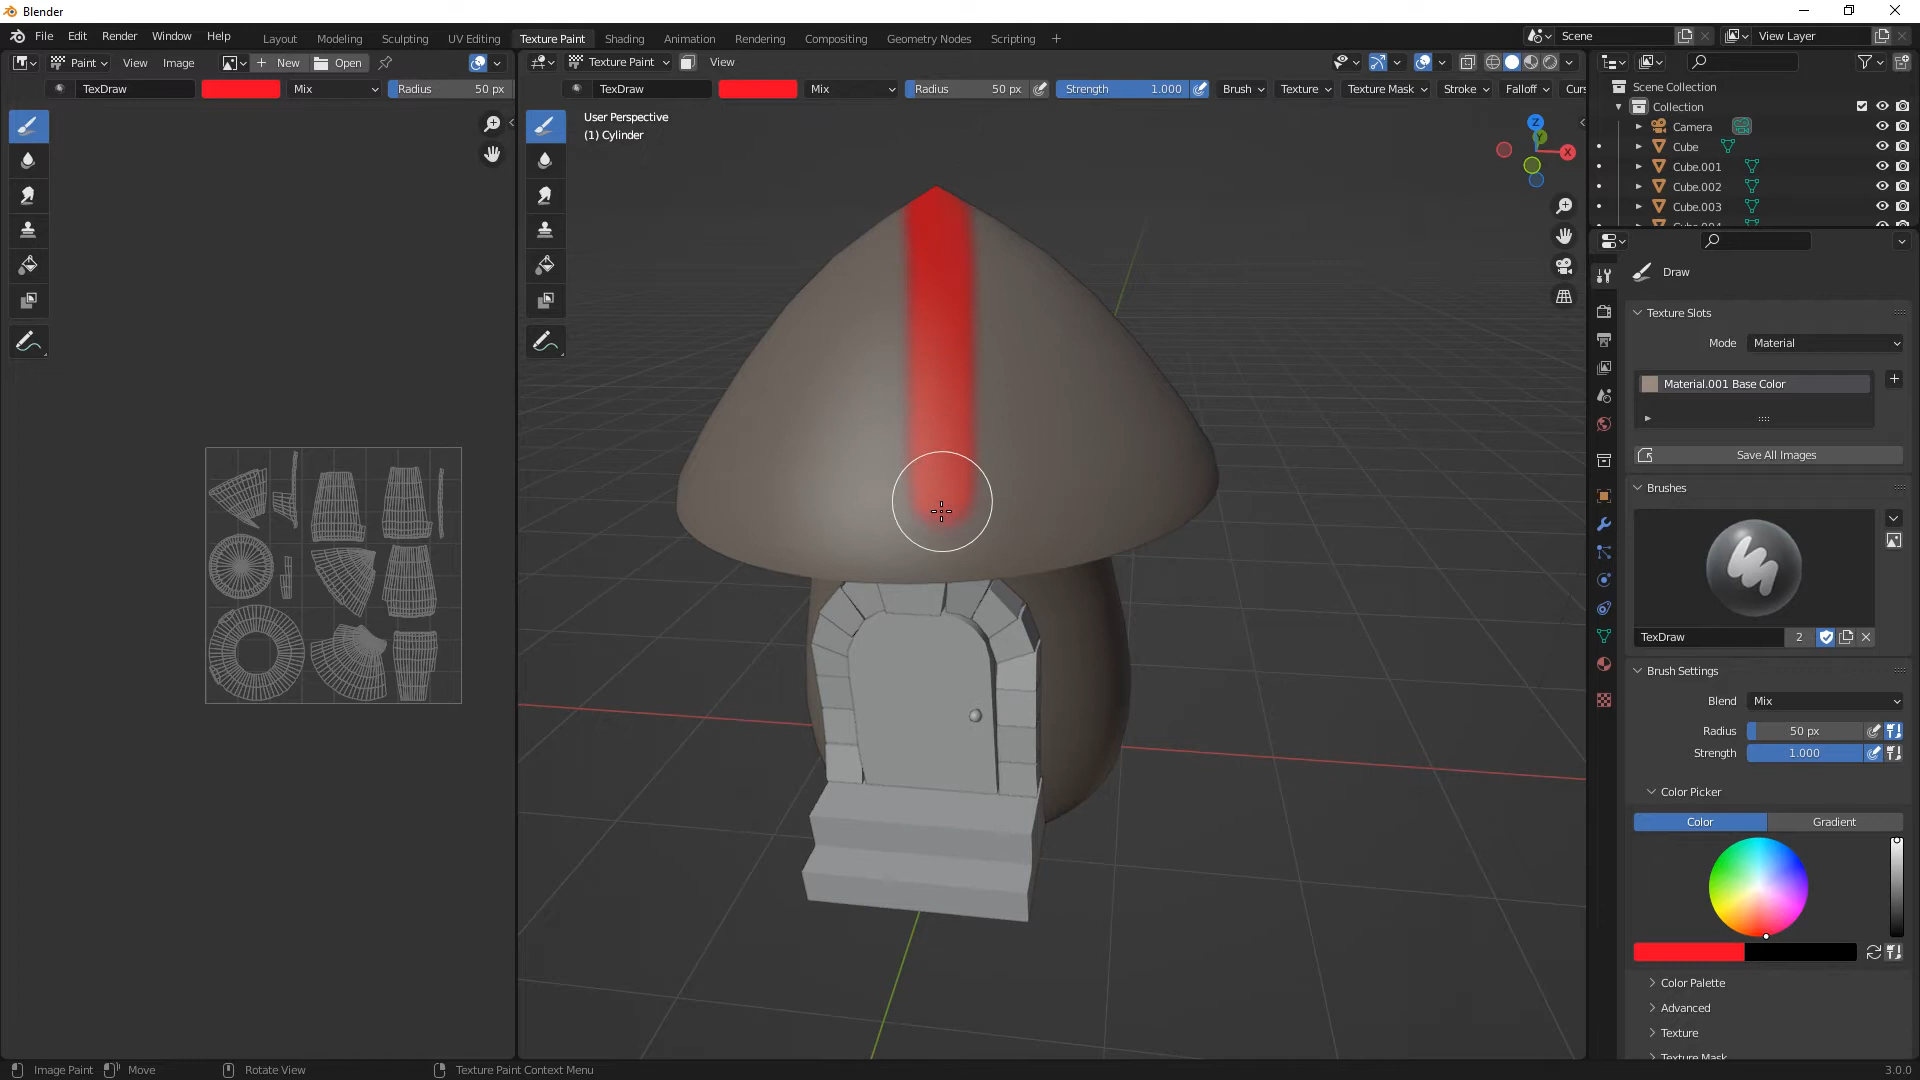 Blender
File Edit Render Window Help Layout Modeling Sculpting UV Editing Texture Paint Shading Animation Rendering Compositing Geometry Nodes Scripting + Scene View Layer
Paint View Image + New Open Texture Paint View
TexDraw Mix Radius 50 px TexDraw Mix Radius 50 px Strength 1.000 Brush Texture Texture Mask Stroke Falloff Curs
User Perspective
(1) Cylinder
Z
Y
X
Scene Collection
Collection
Camera
Cube
Cube.001
Cube.002
Cube.003
Draw
Texture Slots
Mode Material
Material.001 Base Color
Save All Images
Brushes
TexDraw 2
Brush Settings
Blend Mix
Radius 50 px
Strength 1.000
Color Picker
Color Gradient
Color Palette
Advanced
Texture
Texture Mask
Image Paint Move Rotate View Texture Paint Context Menu 3.0.0